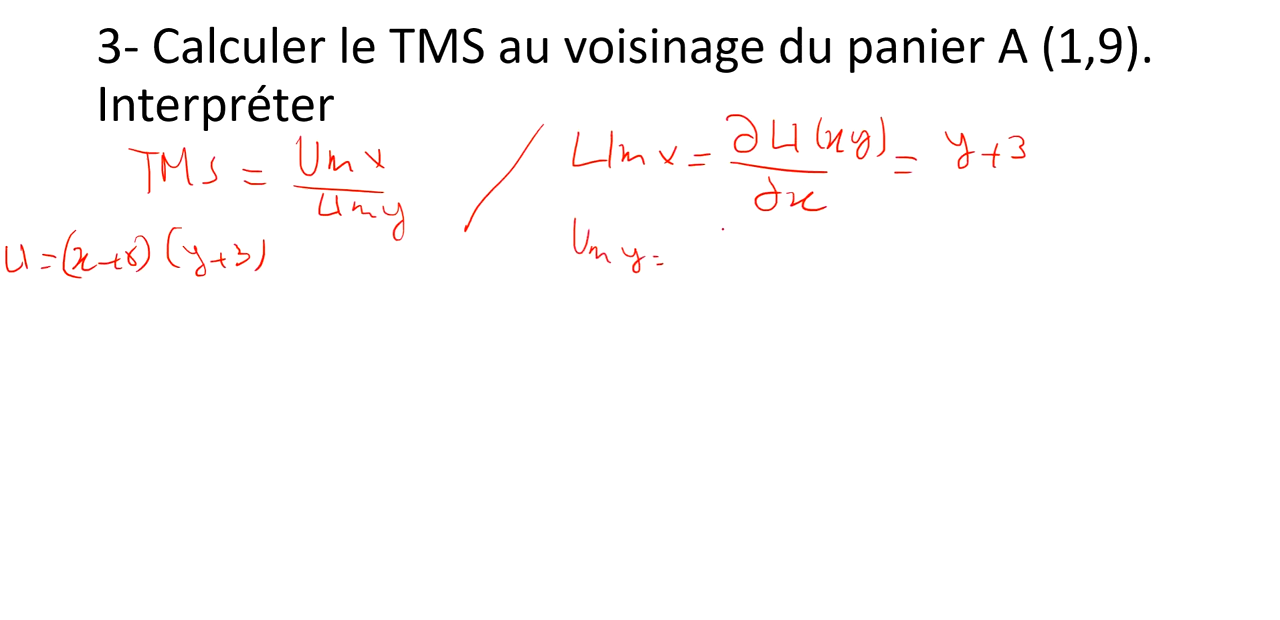 3- Calculer le TMS au voisinage du panier A (1,9).
Interpréter
TMS = Umx / Umy
Umx = ∂U(xy) / ∂x = y+3
U=(x+8)(y+3)
Umy=